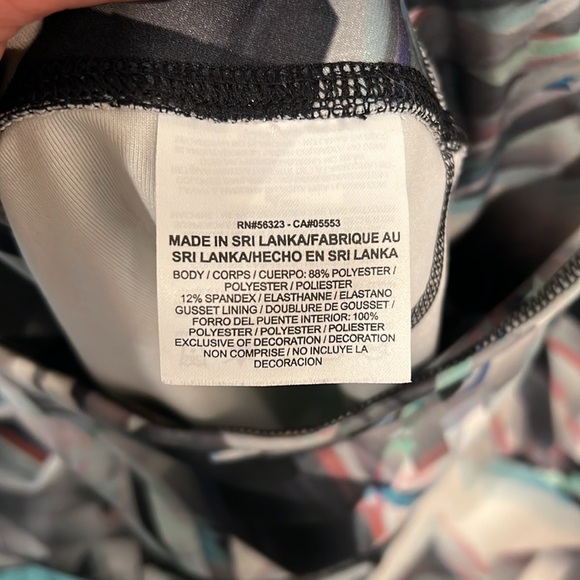 RN#56323 - CA#05553
MADE IN SRI LANKA/FABRIQUE AU
SRI LANKA/HECHO EN SRI LANKA
BODY / CORPS / CUERPO: 88% POLYESTER /
POLYESTER / POLIESTER
12% SPANDEX / ELASTHANNE / ELASTANO
GUSSET LINING / DOUBLURE DE GOUSSET /
FORRO DEL PUENTE INTERIOR: 100%
POLYESTER / POLYESTER / POLIESTER
EXCLUSIVE OF DECORATION / DECORATION
NON COMPRISE / NO INCLUYE LA
DECORACIÓN